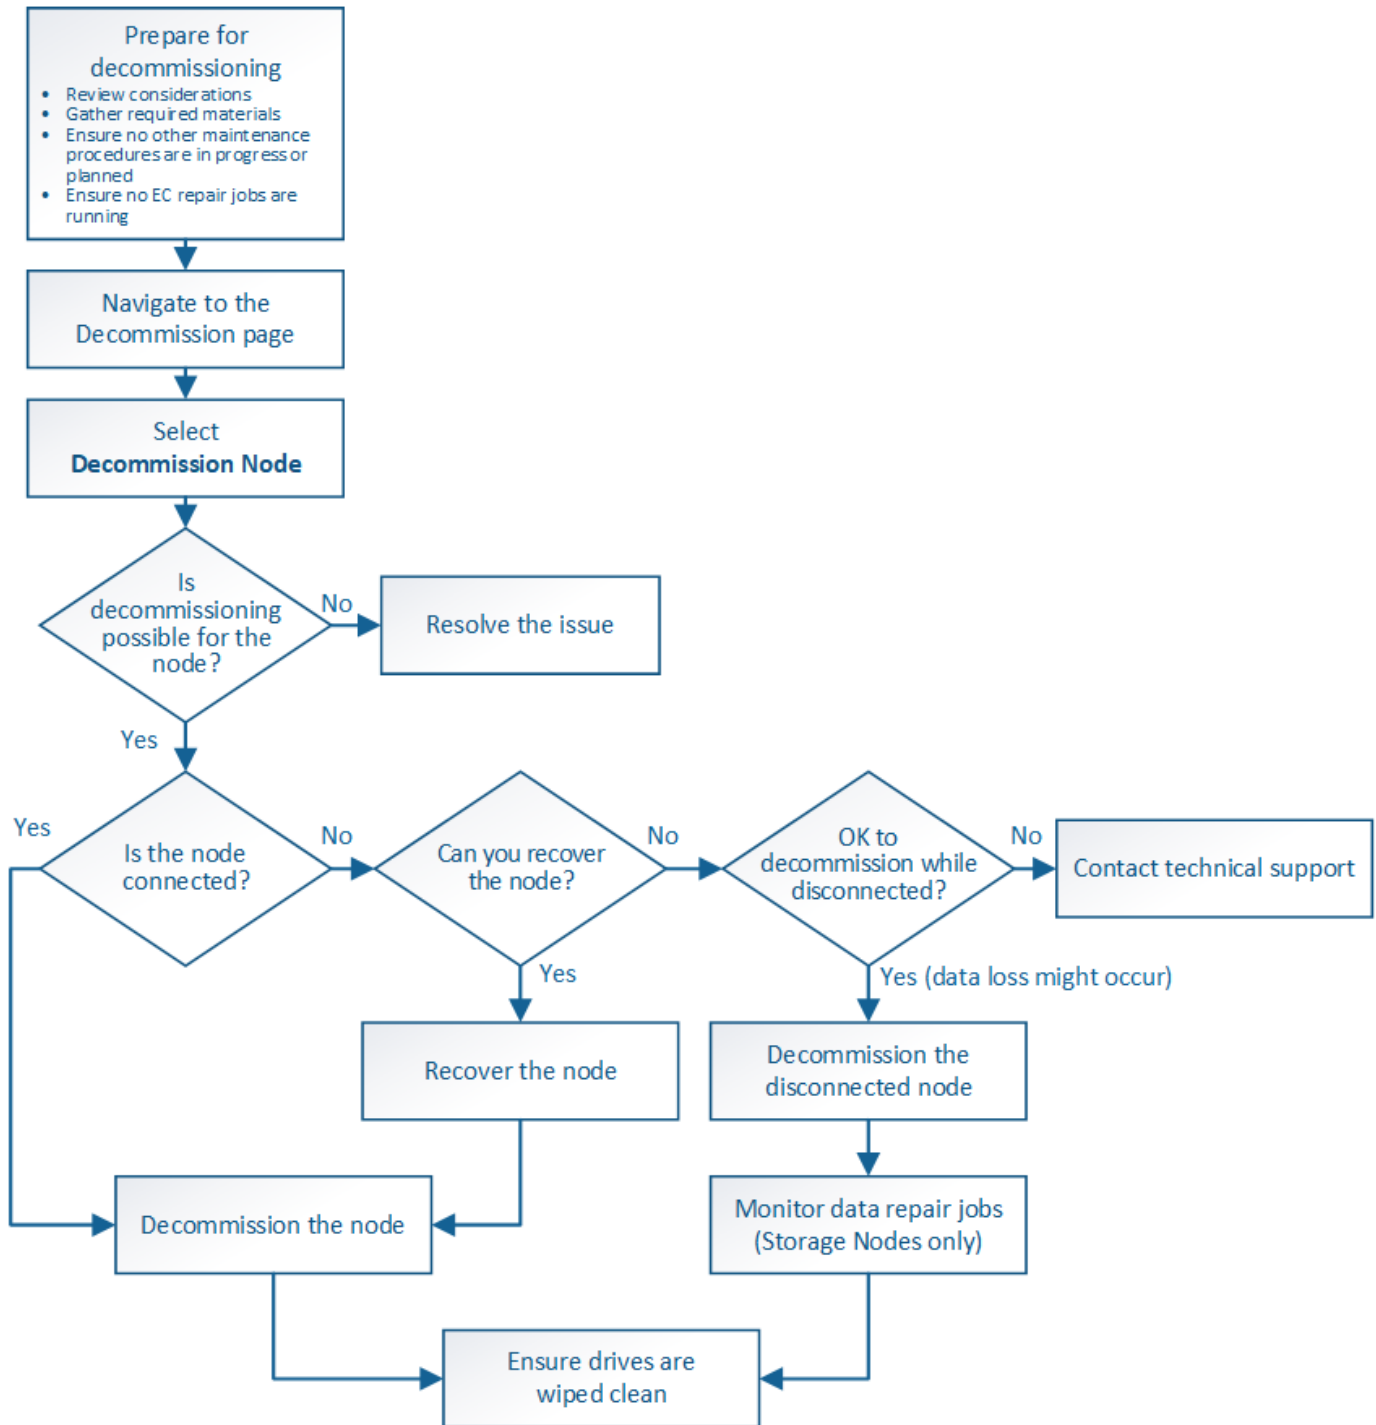 Prepare for
decommissioning
• Review considerations
• Gather required materials
• Ensure no other maintenance
procedures are in progress or
planned
• Ensure no EC repair jobs are
running
Navigate to the
Decommission page
Select
Decommission Node
Is
decommissioning
possible for the
node?
No
Resolve the issue
Yes
Yes
Is the node
connected?
No
Can you recover
the node?
No
OK to
decommission while
disconnected?
No
Contact technical support
Yes
Yes (data loss might occur)
Recover the node
Decommission the
disconnected node
Decommission the node
Monitor data repair jobs
(Storage Nodes only)
Ensure drives are
wiped clean